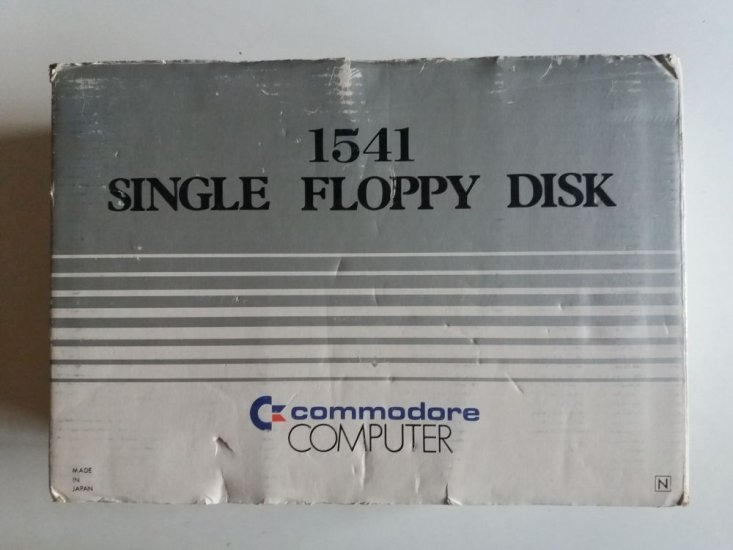 1541
SINGLE FLOPPY DISK
commodore
COMPUTER
MADE
IN
JAPAN
N